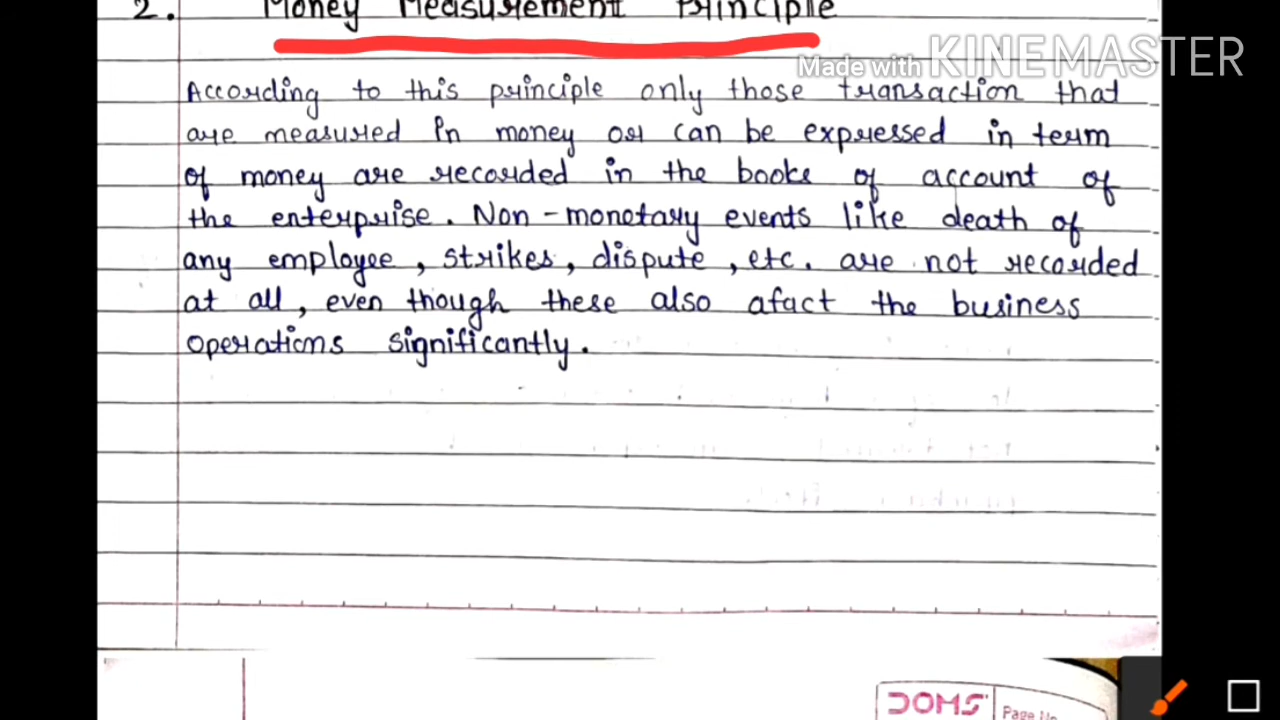 2. Money Measurement Principle
Made with KINEMASTER
According to this principle only those transaction that
are measured In money or can be expressed in term
of money are recorded in the books of account of
the enterprise. Non-monetary events like death of
any employee, strikes, dispute, etc. are not recorded
at all, even though these also afact the business
operations significantly.
DOMS
Page No